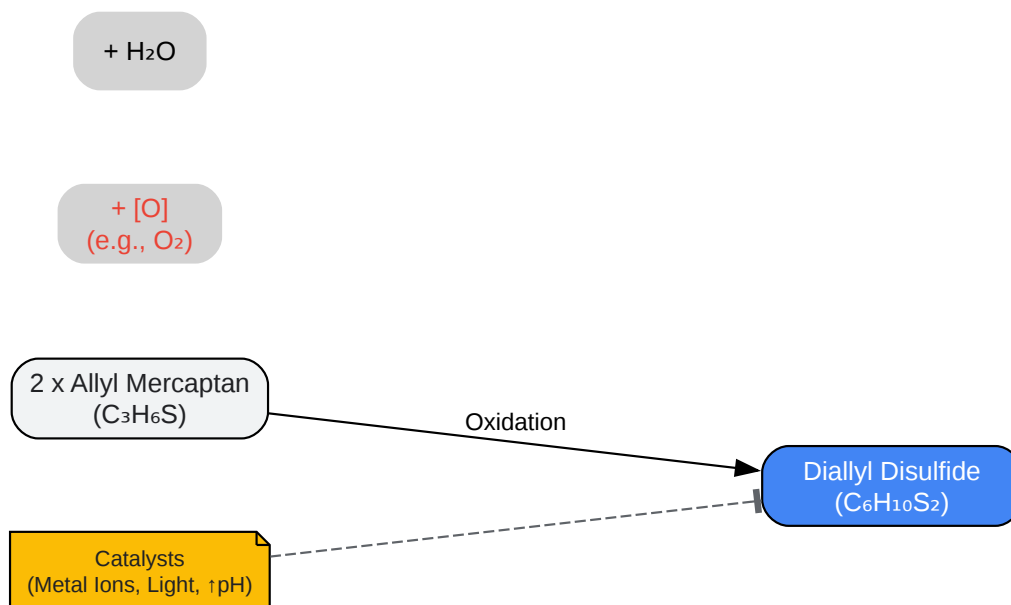 + H₂O
+ [O]
(e.g., O₂)
2 x Allyl Mercaptan
(C₃H₆S)
Oxidation
Diallyl Disulfide
(C₆H₁₀S₂)
Catalysts
(Metal Ions, Light, ↑pH)